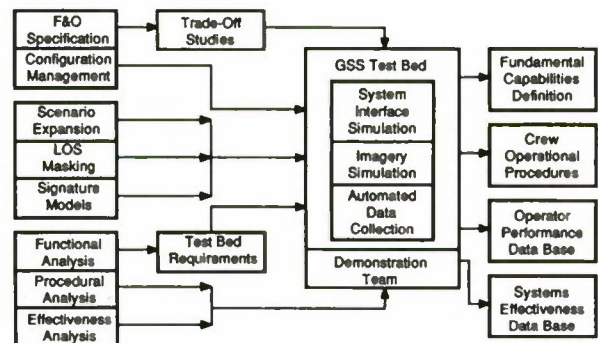 F&O
Specification
Configuration
Management
Scenario
Expansion
LOS
Masking
Signature
Models
Functional
Analysis
Procedural
Analysis
Effectiveness
Analysis
Trade-Off
Studies
Test Bed
Requirements
GSS Test Bed
System
Interface
Simulation
Imagery
Simulation
Automated
Data
Collection
Demonstration
Team
Fundamental
Capabilities
Definition
Crew
Operational
Procedures
Operator
Performance
Data Base
Systems
Effectiveness
Data Base